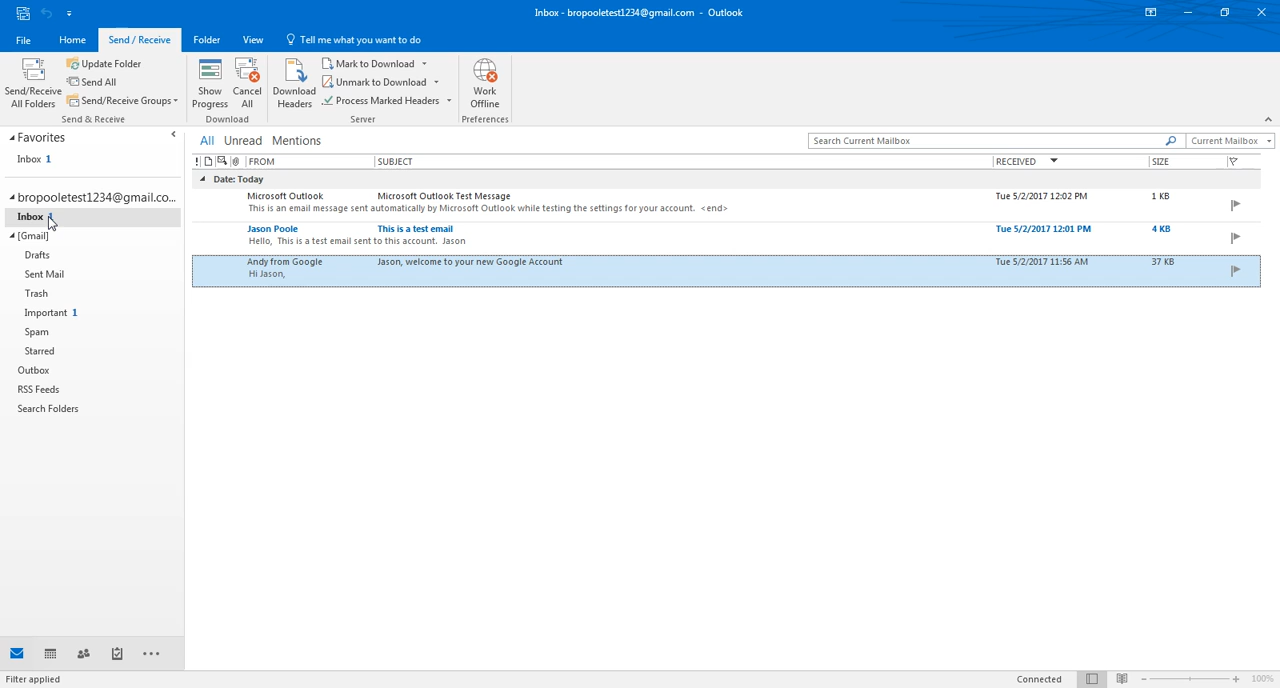 Inbox - bropooletest1234@gmail.com - Outlook
File Home Send / Receive Folder View Tell me what you want to do
Send/Receive All Folders
Update Folder
Send All
Send/Receive Groups
Send & Receive
Show Progress
Cancel All
Download
Download Headers
Mark to Download
Unmark to Download
Process Marked Headers
Server
Work Offline
Preferences
Favorites
Inbox 1
bropooletest1234@gmail.co...
Inbox 1
[Gmail]
Drafts
Sent Mail
Trash
Important 1
Spam
Starred
Outbox
RSS Feeds
Search Folders
All Unread Mentions
Search Current Mailbox
Current Mailbox
! FROM SUBJECT RECEIVED SIZE
Date: Today
Microsoft Outlook Microsoft Outlook Test Message Tue 5/2/2017 12:02 PM 1 KB
This is an email message sent automatically by Microsoft Outlook while testing the settings for your account. <end>
Jason Poole This is a test email Tue 5/2/2017 12:01 PM 4 KB
Hello, This is a test email sent to this account. Jason
Andy from Google Jason, welcome to your new Google Account Tue 5/2/2017 11:56 AM 37 KB
Hi Jason,
Filter applied
Connected
100%